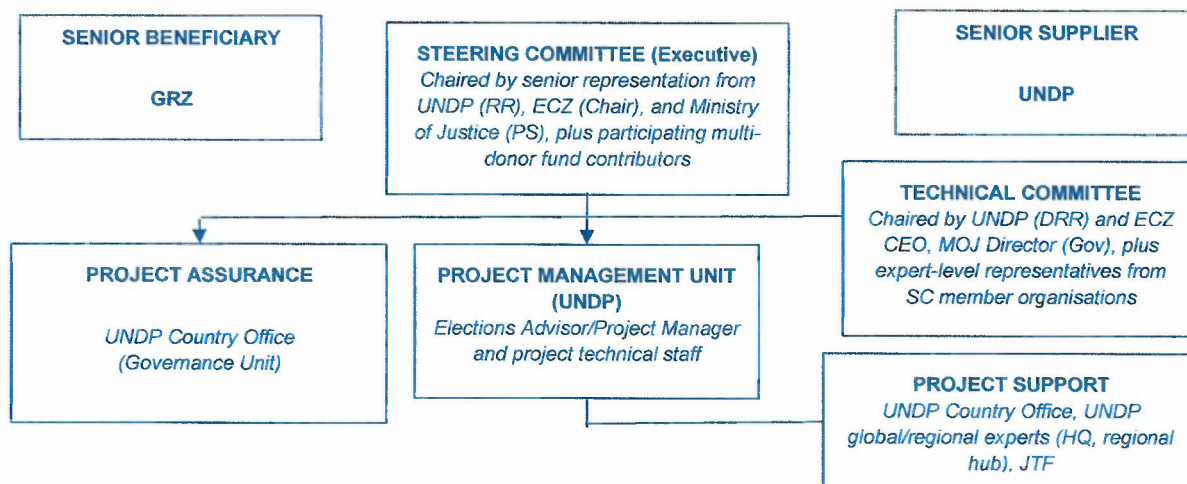 SENIOR BENEFICIARY
GRZ
STEERING COMMITTEE (Executive)
Chaired by senior representation from
UNDP (RR), ECZ (Chair), and Ministry
of Justice (PS), plus participating multi-
donor fund contributors
SENIOR SUPPLIER
UNDP
TECHNICAL COMMITTEE
Chaired by UNDP (DRR) and ECZ
CEO, MOJ Director (Gov), plus
expert-level representatives from
SC member organisations
PROJECT ASSURANCE
UNDP Country Office
(Governance Unit)
PROJECT MANAGEMENT UNIT
(UNDP)
Elections Advisor/Project Manager
and project technical staff
PROJECT SUPPORT
UNDP Country Office, UNDP
global/regional experts (HQ, regional
hub), JTF